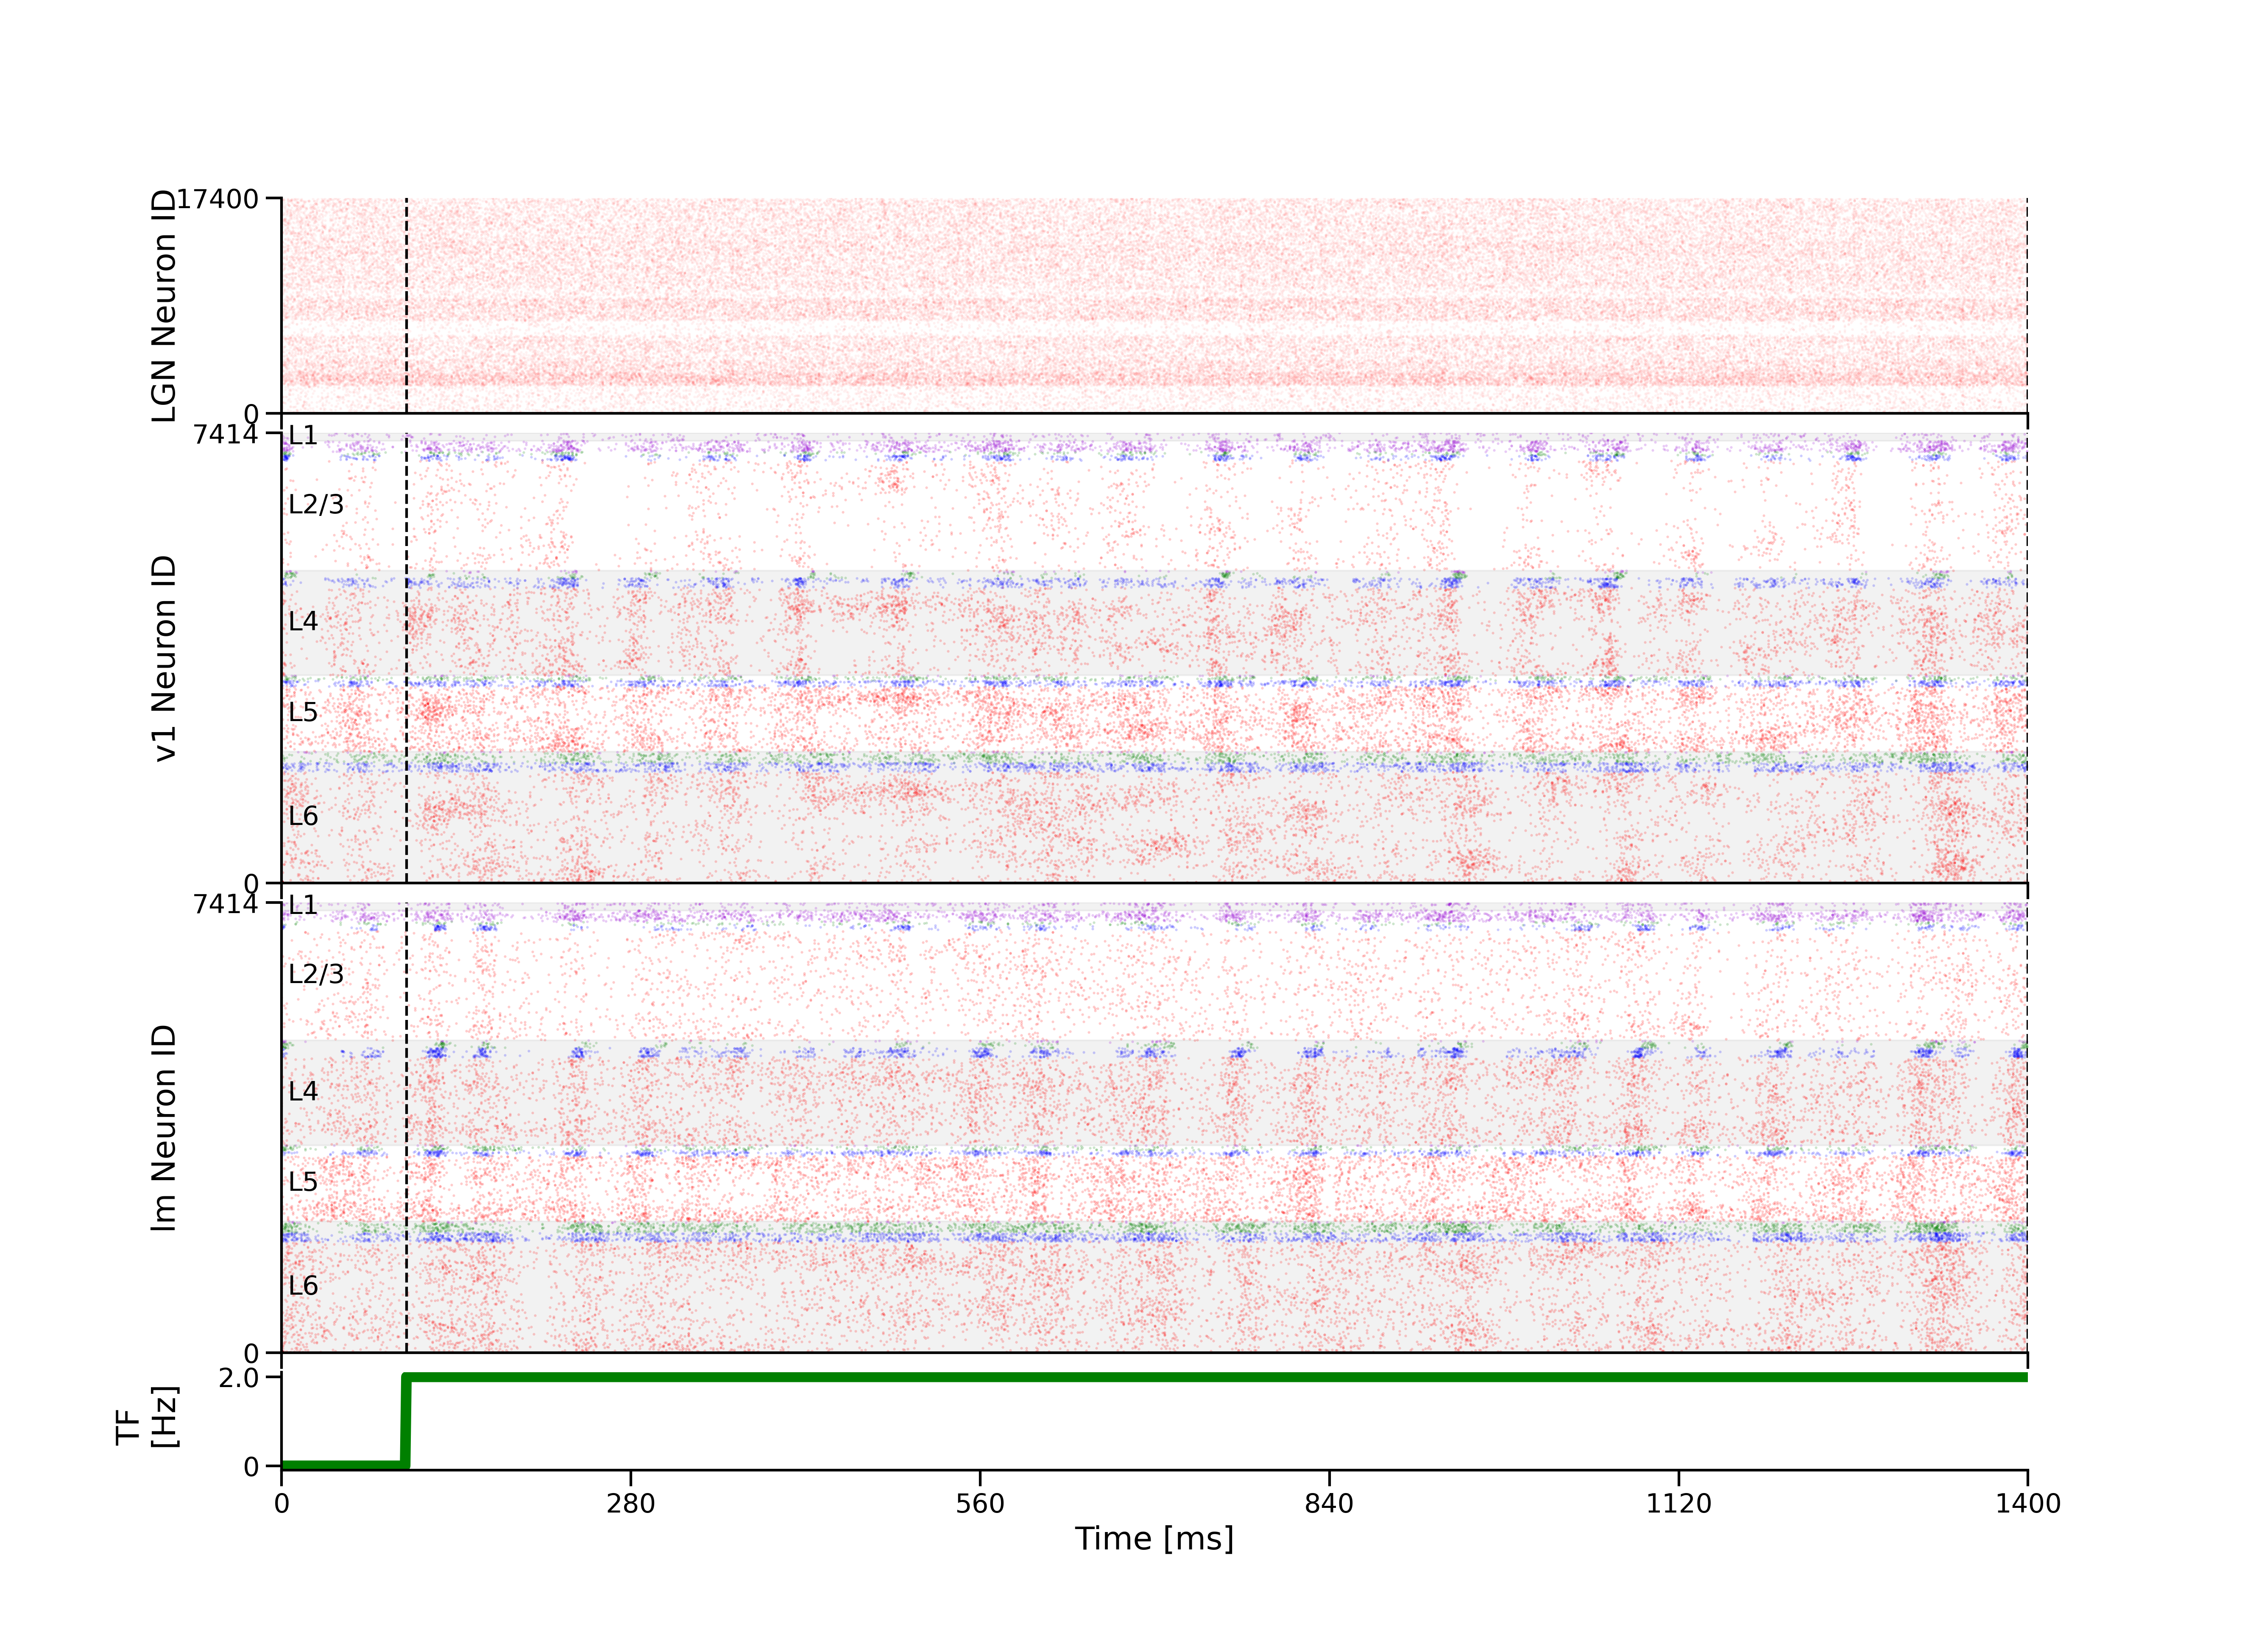 LGN Neuron ID
17400
0
v1 Neuron ID
7414
L1
L2/3
L4
L5
L6
0
lm Neuron ID
7414
L1
L2/3
L4
L5
L6
0
TF
[Hz]
2.0
0
0 280 560 840 1120 1400
Time [ms]